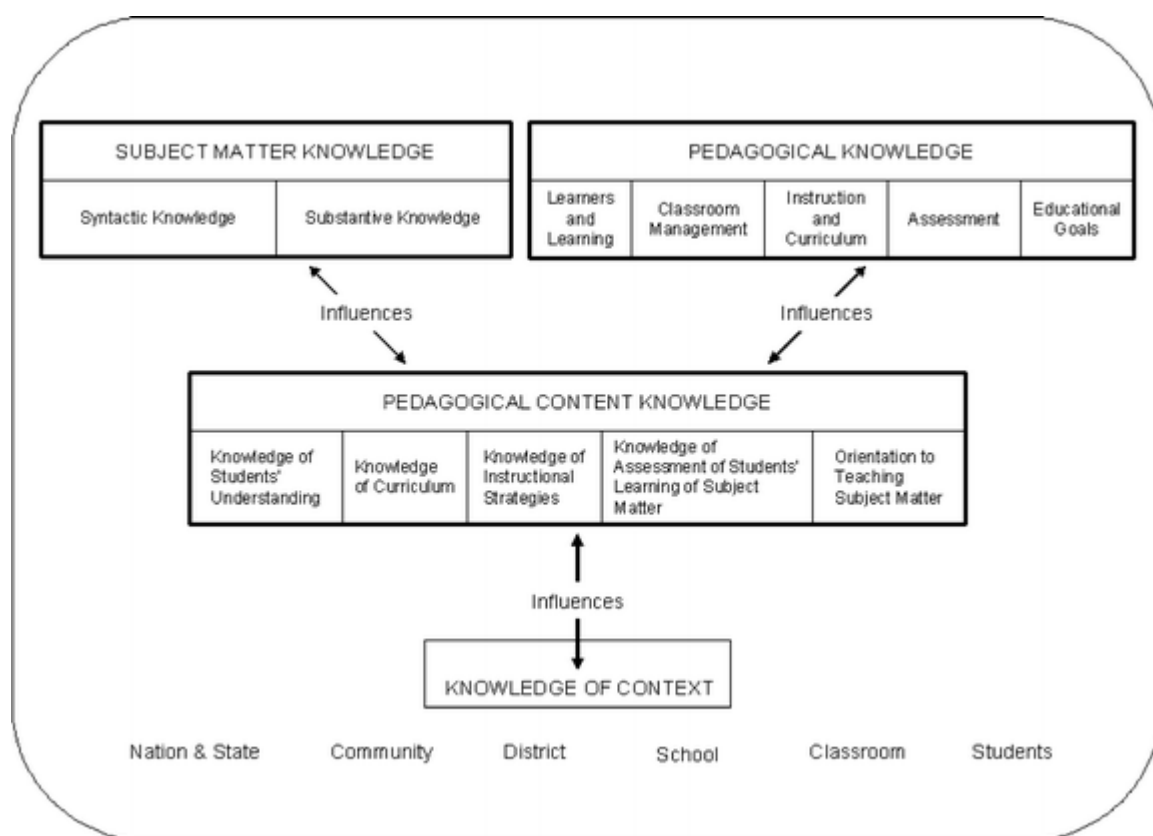 SUBJECT MATTER KNOWLEDGE
Syntactic Knowledge
Substantive Knowledge
PEDAGOGICAL KNOWLEDGE
Learners
and
Learning
Classroom
Management
Instruction
and
Curriculum
Assessment
Educational
Goals
Influences
Influences
PEDAGOGICAL CONTENT KNOWLEDGE
Knowledge of
Students'
Understanding
Knowledge
of Curriculum
Knowledge of
Instructional
Strategies
Knowledge of
Assessment of Students'
Learning of Subject
Matter
Orientation to
Teaching
Subject Matter
Influences
KNOWLEDGE OF CONTEXT
Nation & State
Community
District
School
Classroom
Students